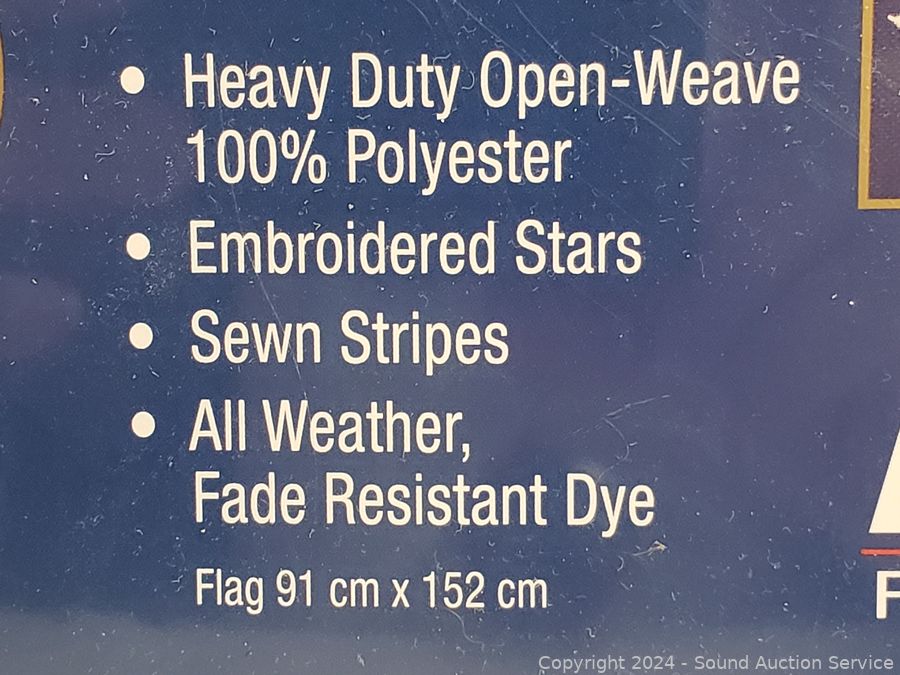 • Heavy Duty Open-Weave
100% Polyester
• Embroidered Stars
• Sewn Stripes
• All Weather,
Fade Resistant Dye
Flag 91 cm x 152 cm
Copyright 2024 - Sound Auction Service